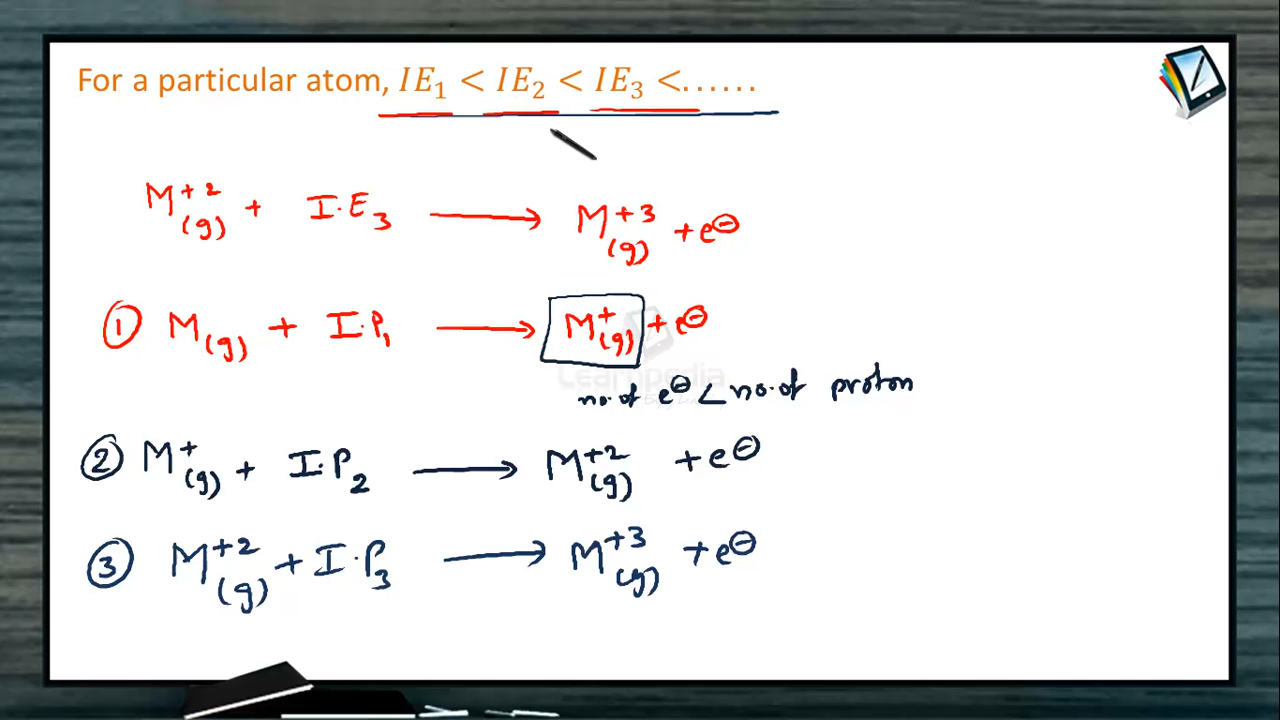 For a particular atom, IE₁ < IE₂ < IE₃ <......
M⁺²(g) + I.E₃ ⟶ M⁺³(g) + e⊖
① M(g) + I.P₁ ⟶ M⁺(g) + e⊖
Learnpedia
no. of e⊖ < no. of proton
② M⁺(g) + I.P₂ ⟶ M⁺²(g) + e⊖
③ M⁺²(g) + I.P₃ ⟶ M⁺³(g) + e⊖